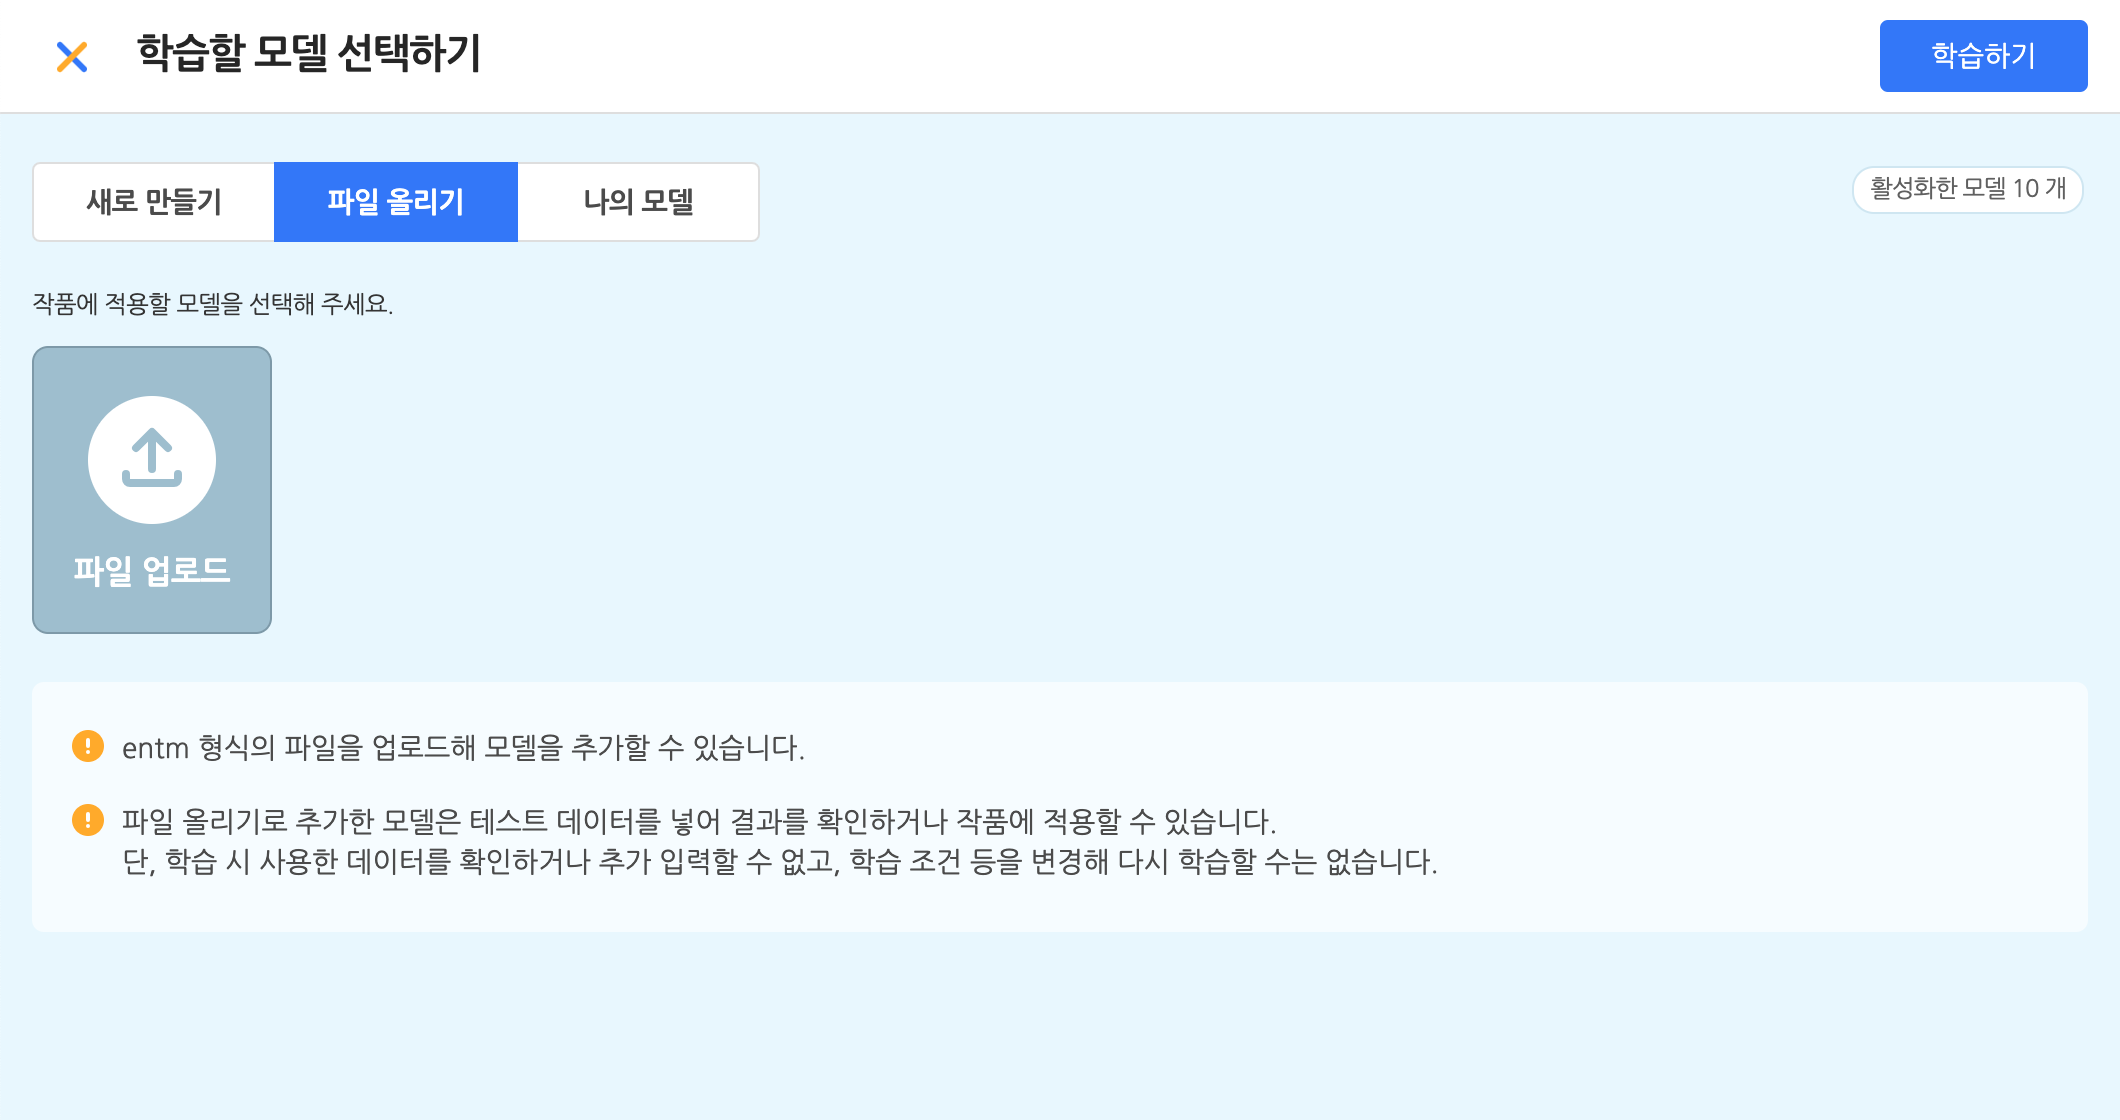 학습할 모델 선택하기
학습하기
새로 만들기
파일 올리기
나의 모델
활성화한 모델 10 개
작품에 적용할 모델을 선택해 주세요.
파일 업로드
entm 형식의 파일을 업로드해 모델을 추가할 수 있습니다.
파일 올리기로 추가한 모델은 테스트 데이터를 넣어 결과를 확인하거나 작품에 적용할 수 있습니다.
단, 학습 시 사용한 데이터를 확인하거나 추가 입력할 수 없고, 학습 조건 등을 변경해 다시 학습할 수는 없습니다.